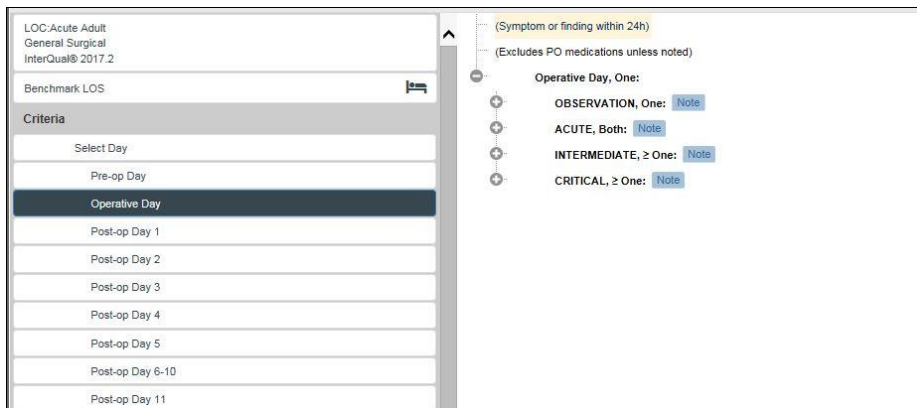 LOC:Acute Adult
General Surgical
InterQual® 2017.2
Benchmark LOS
Criteria
Select Day
Pre-op Day
Operative Day
Post-op Day 1
Post-op Day 2
Post-op Day 3
Post-op Day 4
Post-op Day 5
Post-op Day 6-10
Post-op Day 11
(Symptom or finding within 24h)
(Excludes PO medications unless noted)
Operative Day, One:
OBSERVATION, One: Note
ACUTE, Both: Note
INTERMEDIATE, ≥ One: Note
CRITICAL, ≥ One: Note